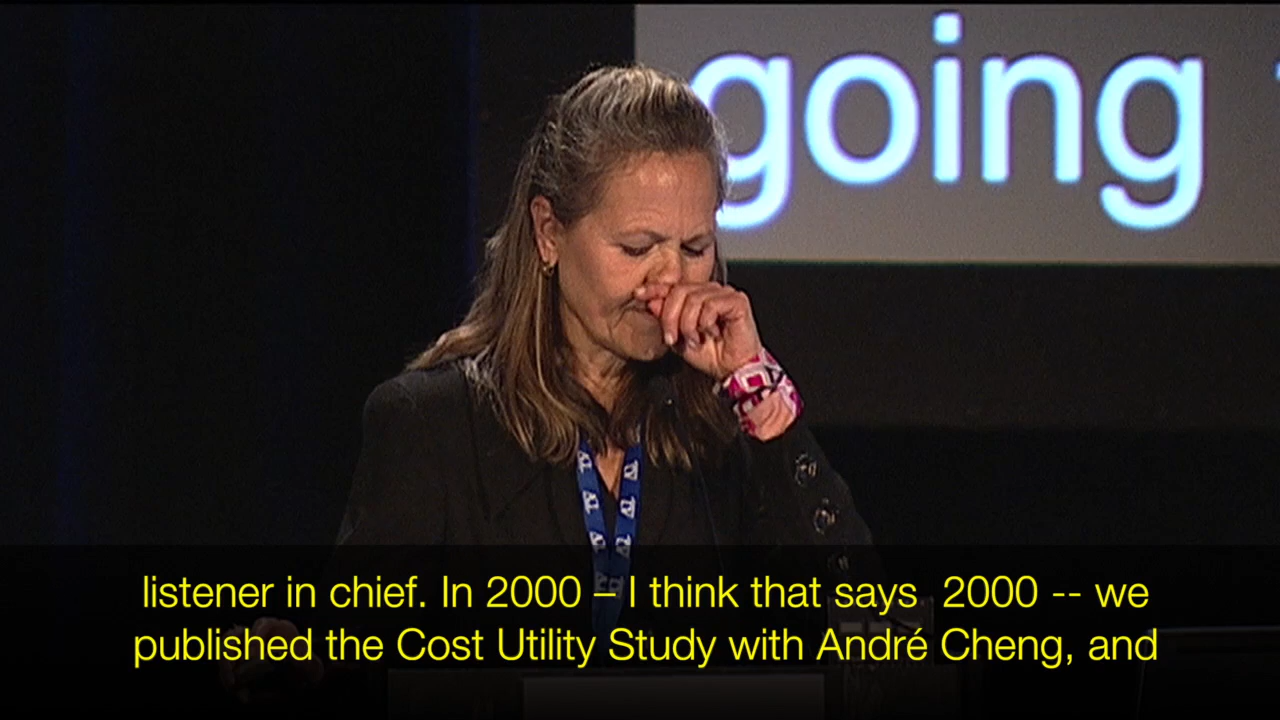 going
listener in chief. In 2000 – I think that says  2000 -- we
published the Cost Utility Study with André Cheng, and